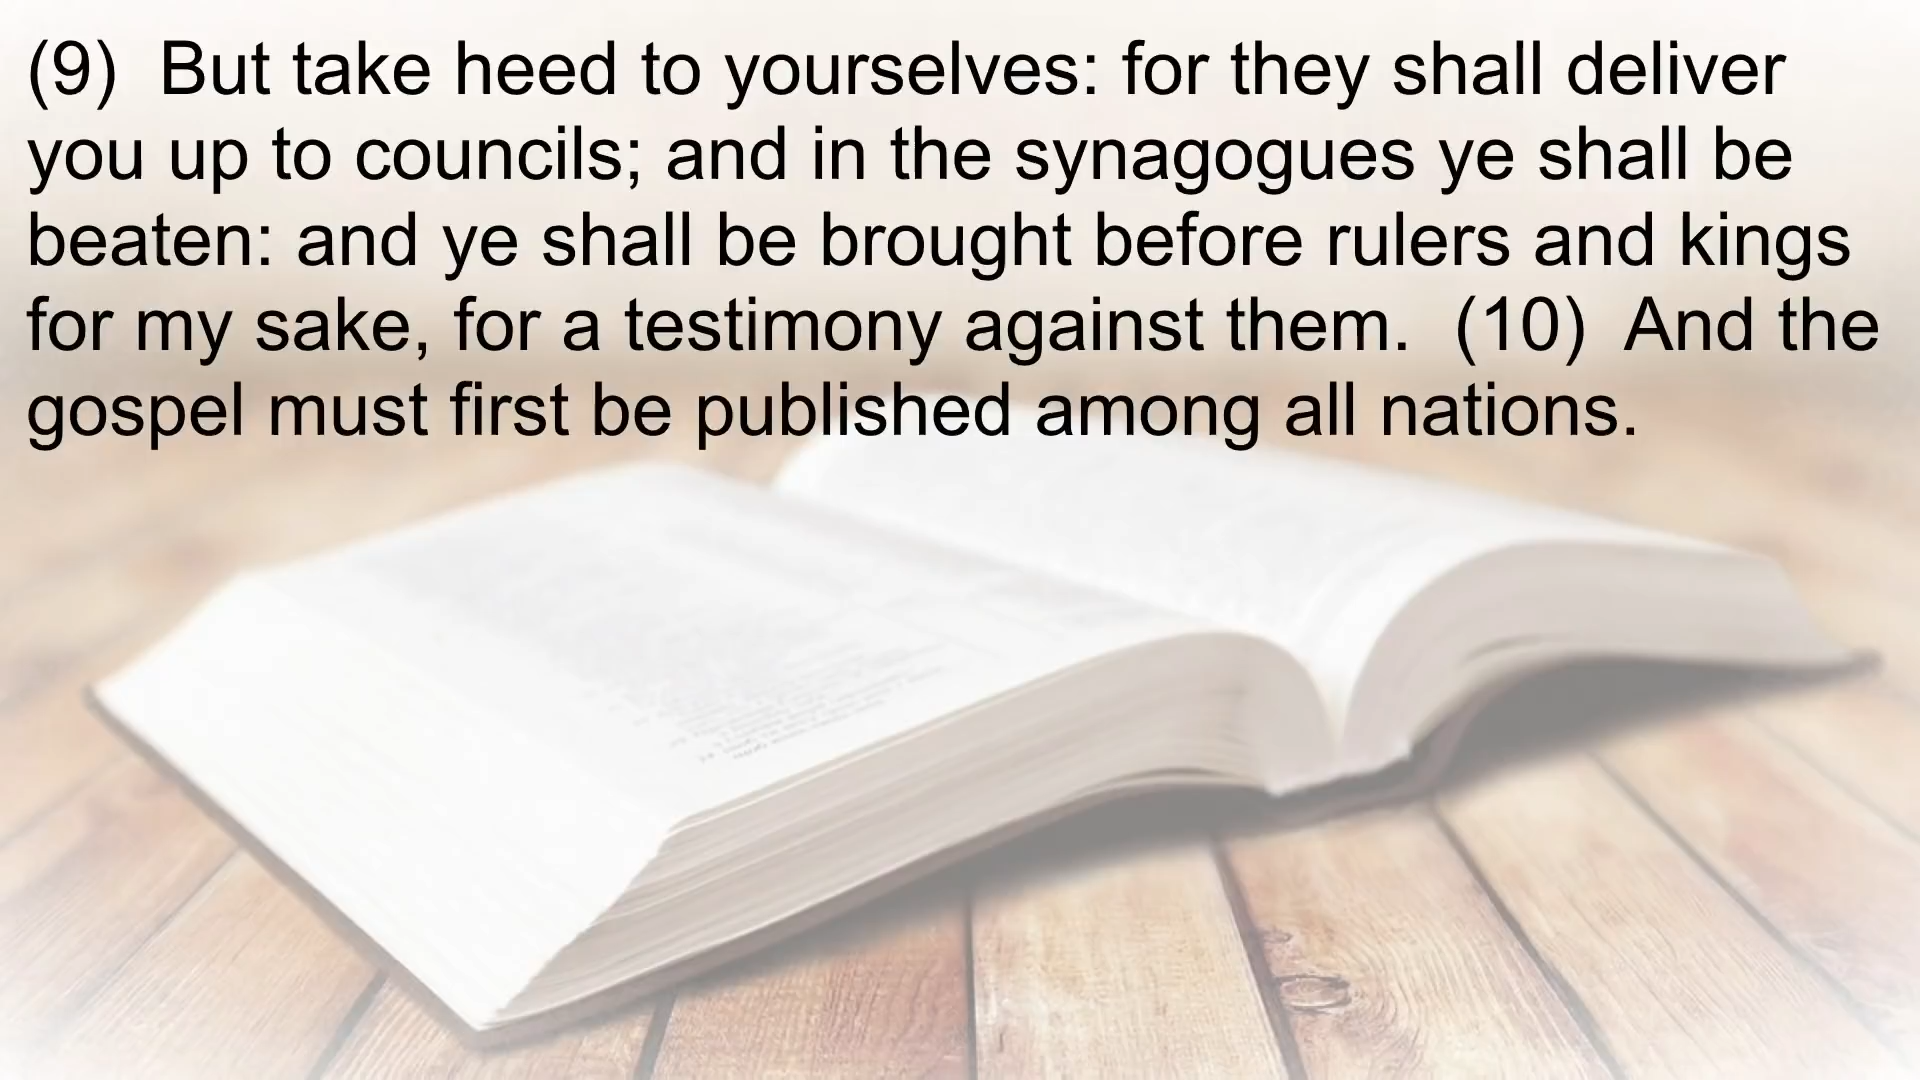 (9)  But take heed to yourselves: for they shall deliver
you up to councils; and in the synagogues ye shall be
beaten: and ye shall be brought before rulers and kings
for my sake, for a testimony against them.  (10)  And the
gospel must first be published among all nations.